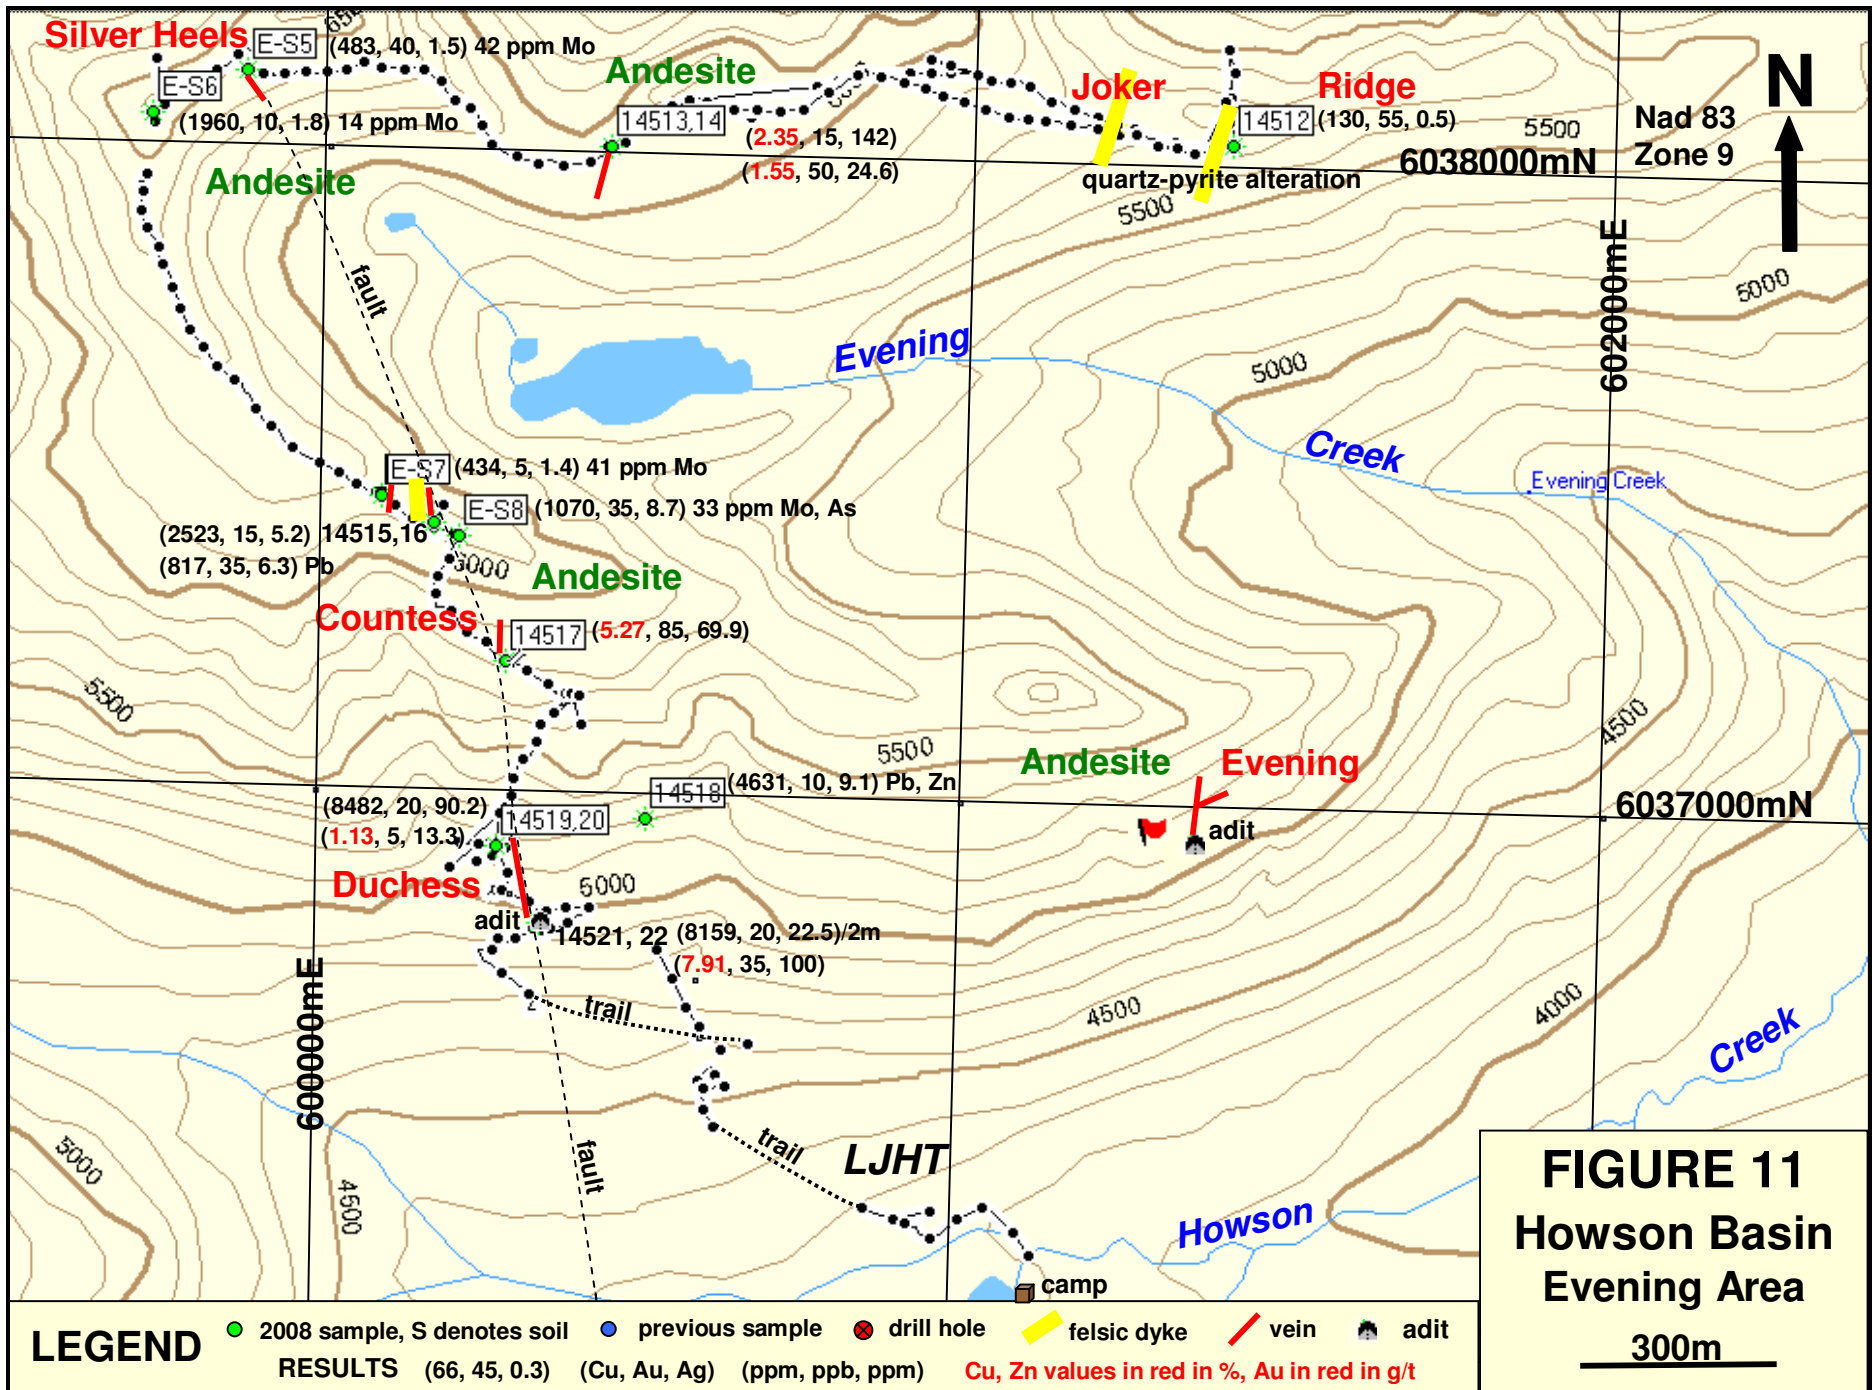 Silver Heels
E-S5
(483, 40, 1.5) 42 ppm Mo
E-S6
(1960, 10, 1.8) 14 ppm Mo
Andesite
Andesite
14513,14
(2.35, 15, 142)
(1.55, 50, 24.6)
Joker
Ridge
14512
(130, 55, 0.5)
5500
quartz-pyrite alteration
5500
6038000mN
Nad 83
Zone 9
N
602000mE
5000
fault
Evening
5000
Creek
Evening Creek
E-S7
(434, 5, 1.4) 41 ppm Mo
E-S8
(1070, 35, 8.7) 33 ppm Mo, As
(2523, 15, 5.2) 14515,16
(817, 35, 6.3) Pb
5000
Andesite
Countess
14517
(5.27, 85, 69.9)
5500
5500
4500
Andesite
Evening
adit
6037000mN
14518
(4631, 10, 9.1) Pb, Zn
(8482, 20, 90.2)
(1.13, 5, 13.3)
14519,20
Duchess
5000
adit
14521, 22
(8159, 20, 22.5)/2m
(7.91, 35, 100)
600000mE
trail
4500
4000
Creek
5000
4500
fault
trail
LJHT
Howson
camp
FIGURE 11
Howson Basin
Evening Area
300m
LEGEND
2008 sample, S denotes soil
previous sample
drill hole
felsic dyke
vein
adit
RESULTS (66, 45, 0.3) (Cu, Au, Ag) (ppm, ppb, ppm) Cu, Zn values in red in %, Au in red in g/t